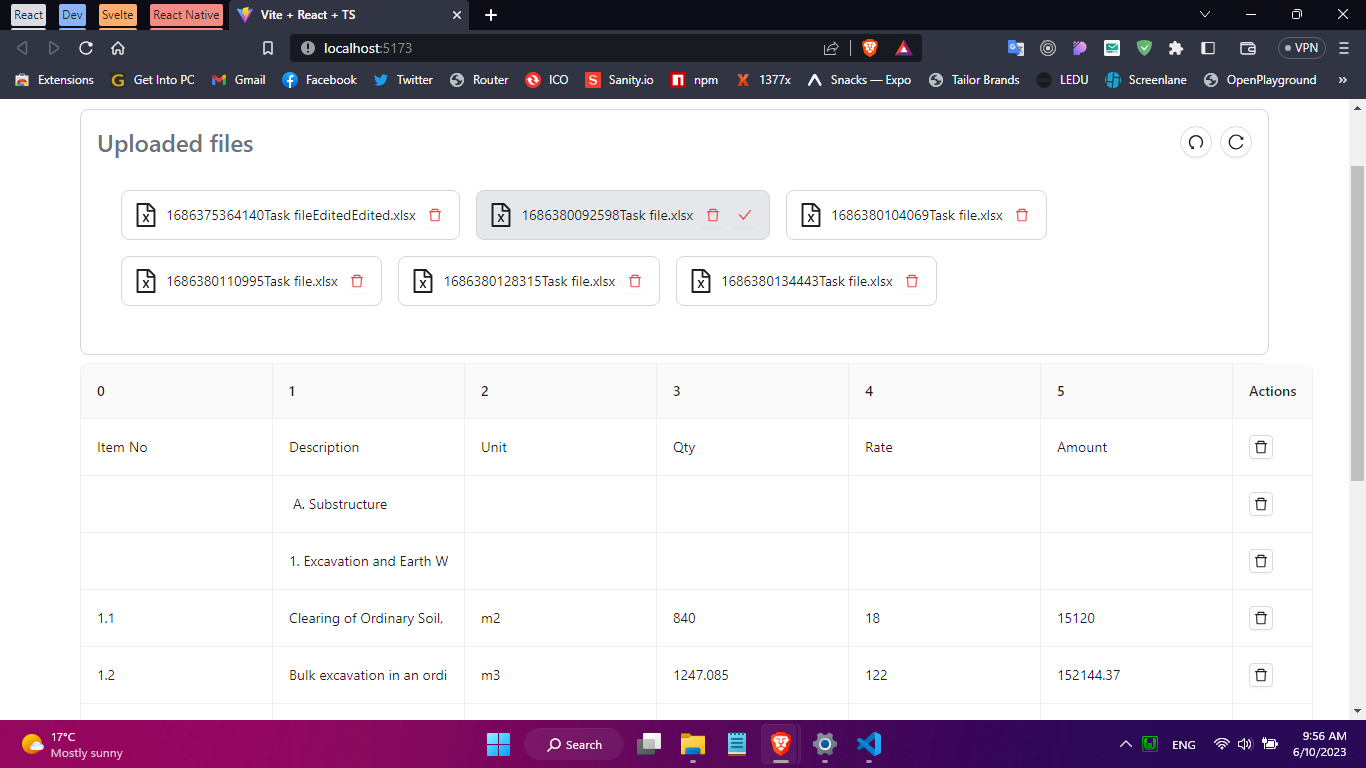 React Dev Svelte React Native Vite + React + TS
localhost:5173 VPN
Extensions Get Into PC Gmail Facebook Twitter Router ICO Sanity.io npm 1377x Snacks — Expo Tailor Brands LEDU Screenlane OpenPlayground »
Uploaded files
1686375364140Task fileEditedEdited.xlsx 1686380092598Task file.xlsx 1686380104069Task file.xlsx
1686380110995Task file.xlsx 1686380128315Task file.xlsx 1686380134443Task file.xlsx
0 1 2 3 4 5 Actions
Item No Description Unit Qty Rate Amount
A. Substructure
1. Excavation and Earth W
1.1 Clearing of Ordinary Soil, m2 840 18 15120
1.2 Bulk excavation in an ordi m3 1247.085 122 152144.37
17°C
Mostly sunny
Search
ENG
9:56 AM
6/10/2023